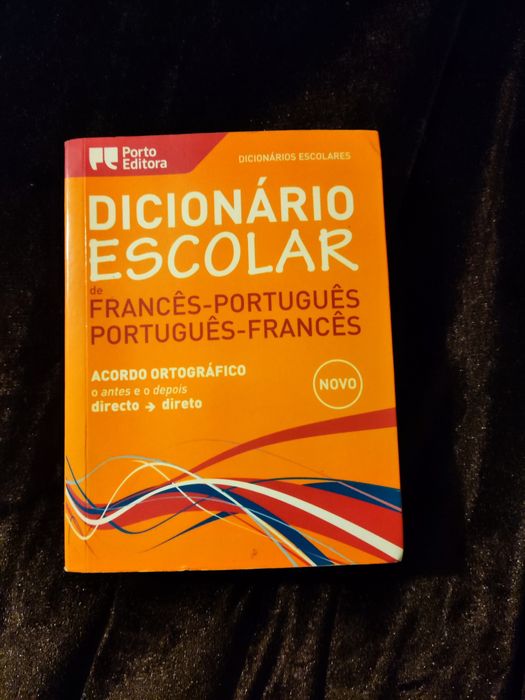 Porto
Editora
DICIONÁRIOS ESCOLARES
DICIONÁRIO
ESCOLAR
de
FRANCÊS-PORTUGUÊS
PORTUGUÊS-FRANCÊS
ACORDO ORTOGRÁFICO
o antes e o depois
directo → direto
NOVO